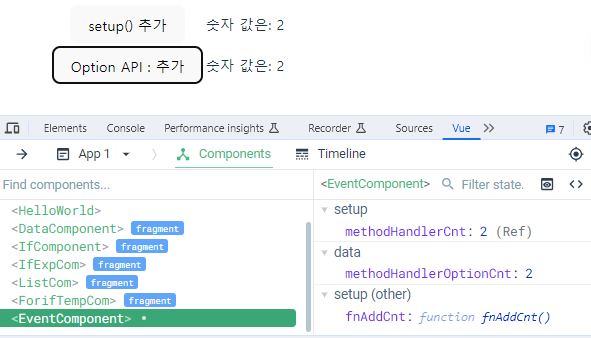 setup() 추가 숫자 값은: 2
Option API : 추가 숫자 값은: 2
Elements Console Performance insights Recorder Sources Vue 7
App 1 Components Timeline
Find components... <EventComponent> Filter state.
<HelloWorld> setup
<DataComponent> fragment methodHandlerCnt: 2 (Ref)
<IfComponent> fragment data
<IfExpCom> fragment methodHandlerOptionCnt: 2
<ListCom> fragment setup (other)
<ForifTempCom> fragment fnAddCnt: function fnAddCnt()
<EventComponent>